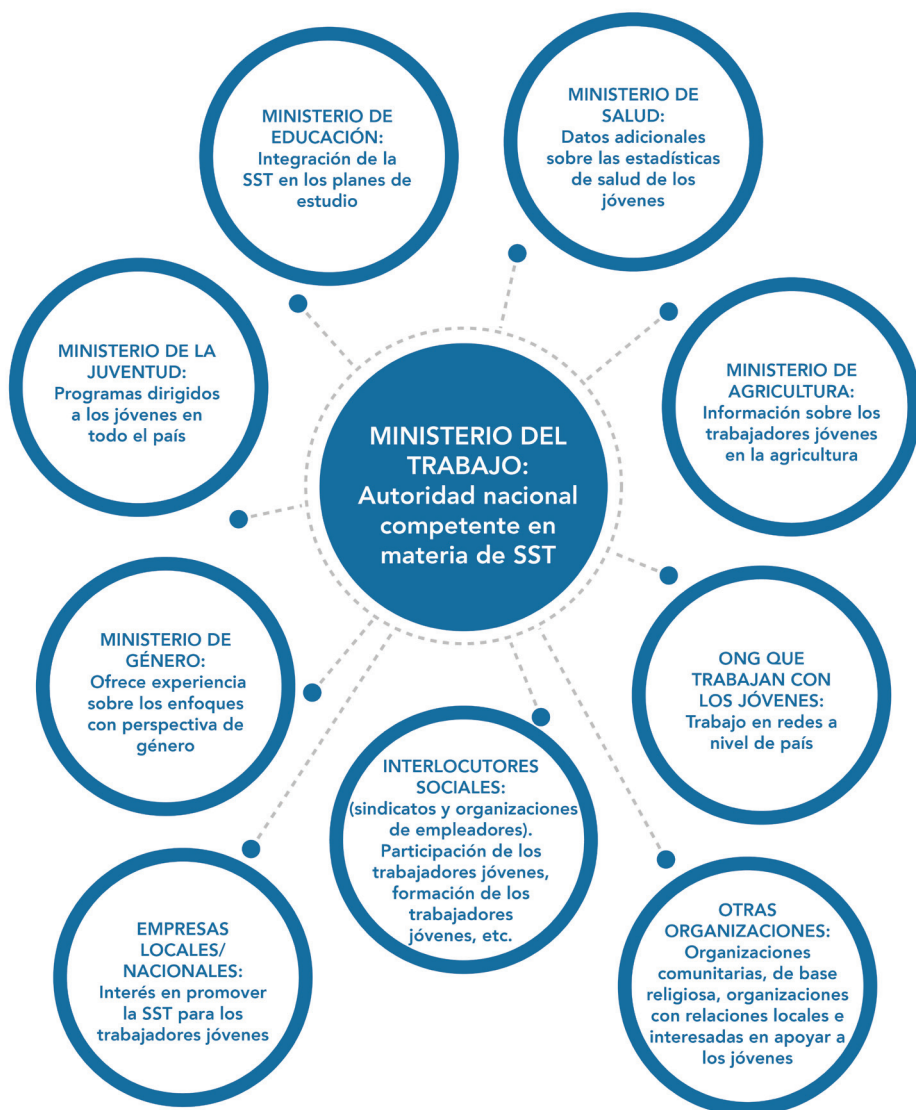 MINISTERIO DE
EDUCACIÓN:
Integración de la
SST en los planes de
estudio
MINISTERIO DE
SALUD:
Datos adicionales
sobre las estadísticas
de salud de los
jóvenes
MINISTERIO DE LA
JUVENTUD:
Programas dirigidos
a los jóvenes en
todo el país
MINISTERIO DEL
TRABAJO:
Autoridad nacional
competente en
materia de SST
MINISTERIO DE
AGRICULTURA:
Información sobre los
trabajadores jóvenes
en la agricultura
MINISTERIO DE
GÉNERO:
Ofrece experiencia
sobre los enfoques
con perspectiva de
género
ONG QUE
TRABAJAN CON
LOS JÓVENES:
Trabajo en redes a
nivel de país
INTERLOCUTORES
SOCIALES:
(sindicatos y organizaciones
de empleadores).
Participación de los
trabajadores jóvenes,
formación de los
trabajadores
jóvenes, etc.
EMPRESAS
LOCALES/
NACIONALES:
Interés en promover
la SST para los
trabajadores jóvenes
OTRAS
ORGANIZACIONES:
Organizaciones
comunitarias, de base
religiosa, organizaciones
con relaciones locales e
interesadas en apoyar a
los jóvenes